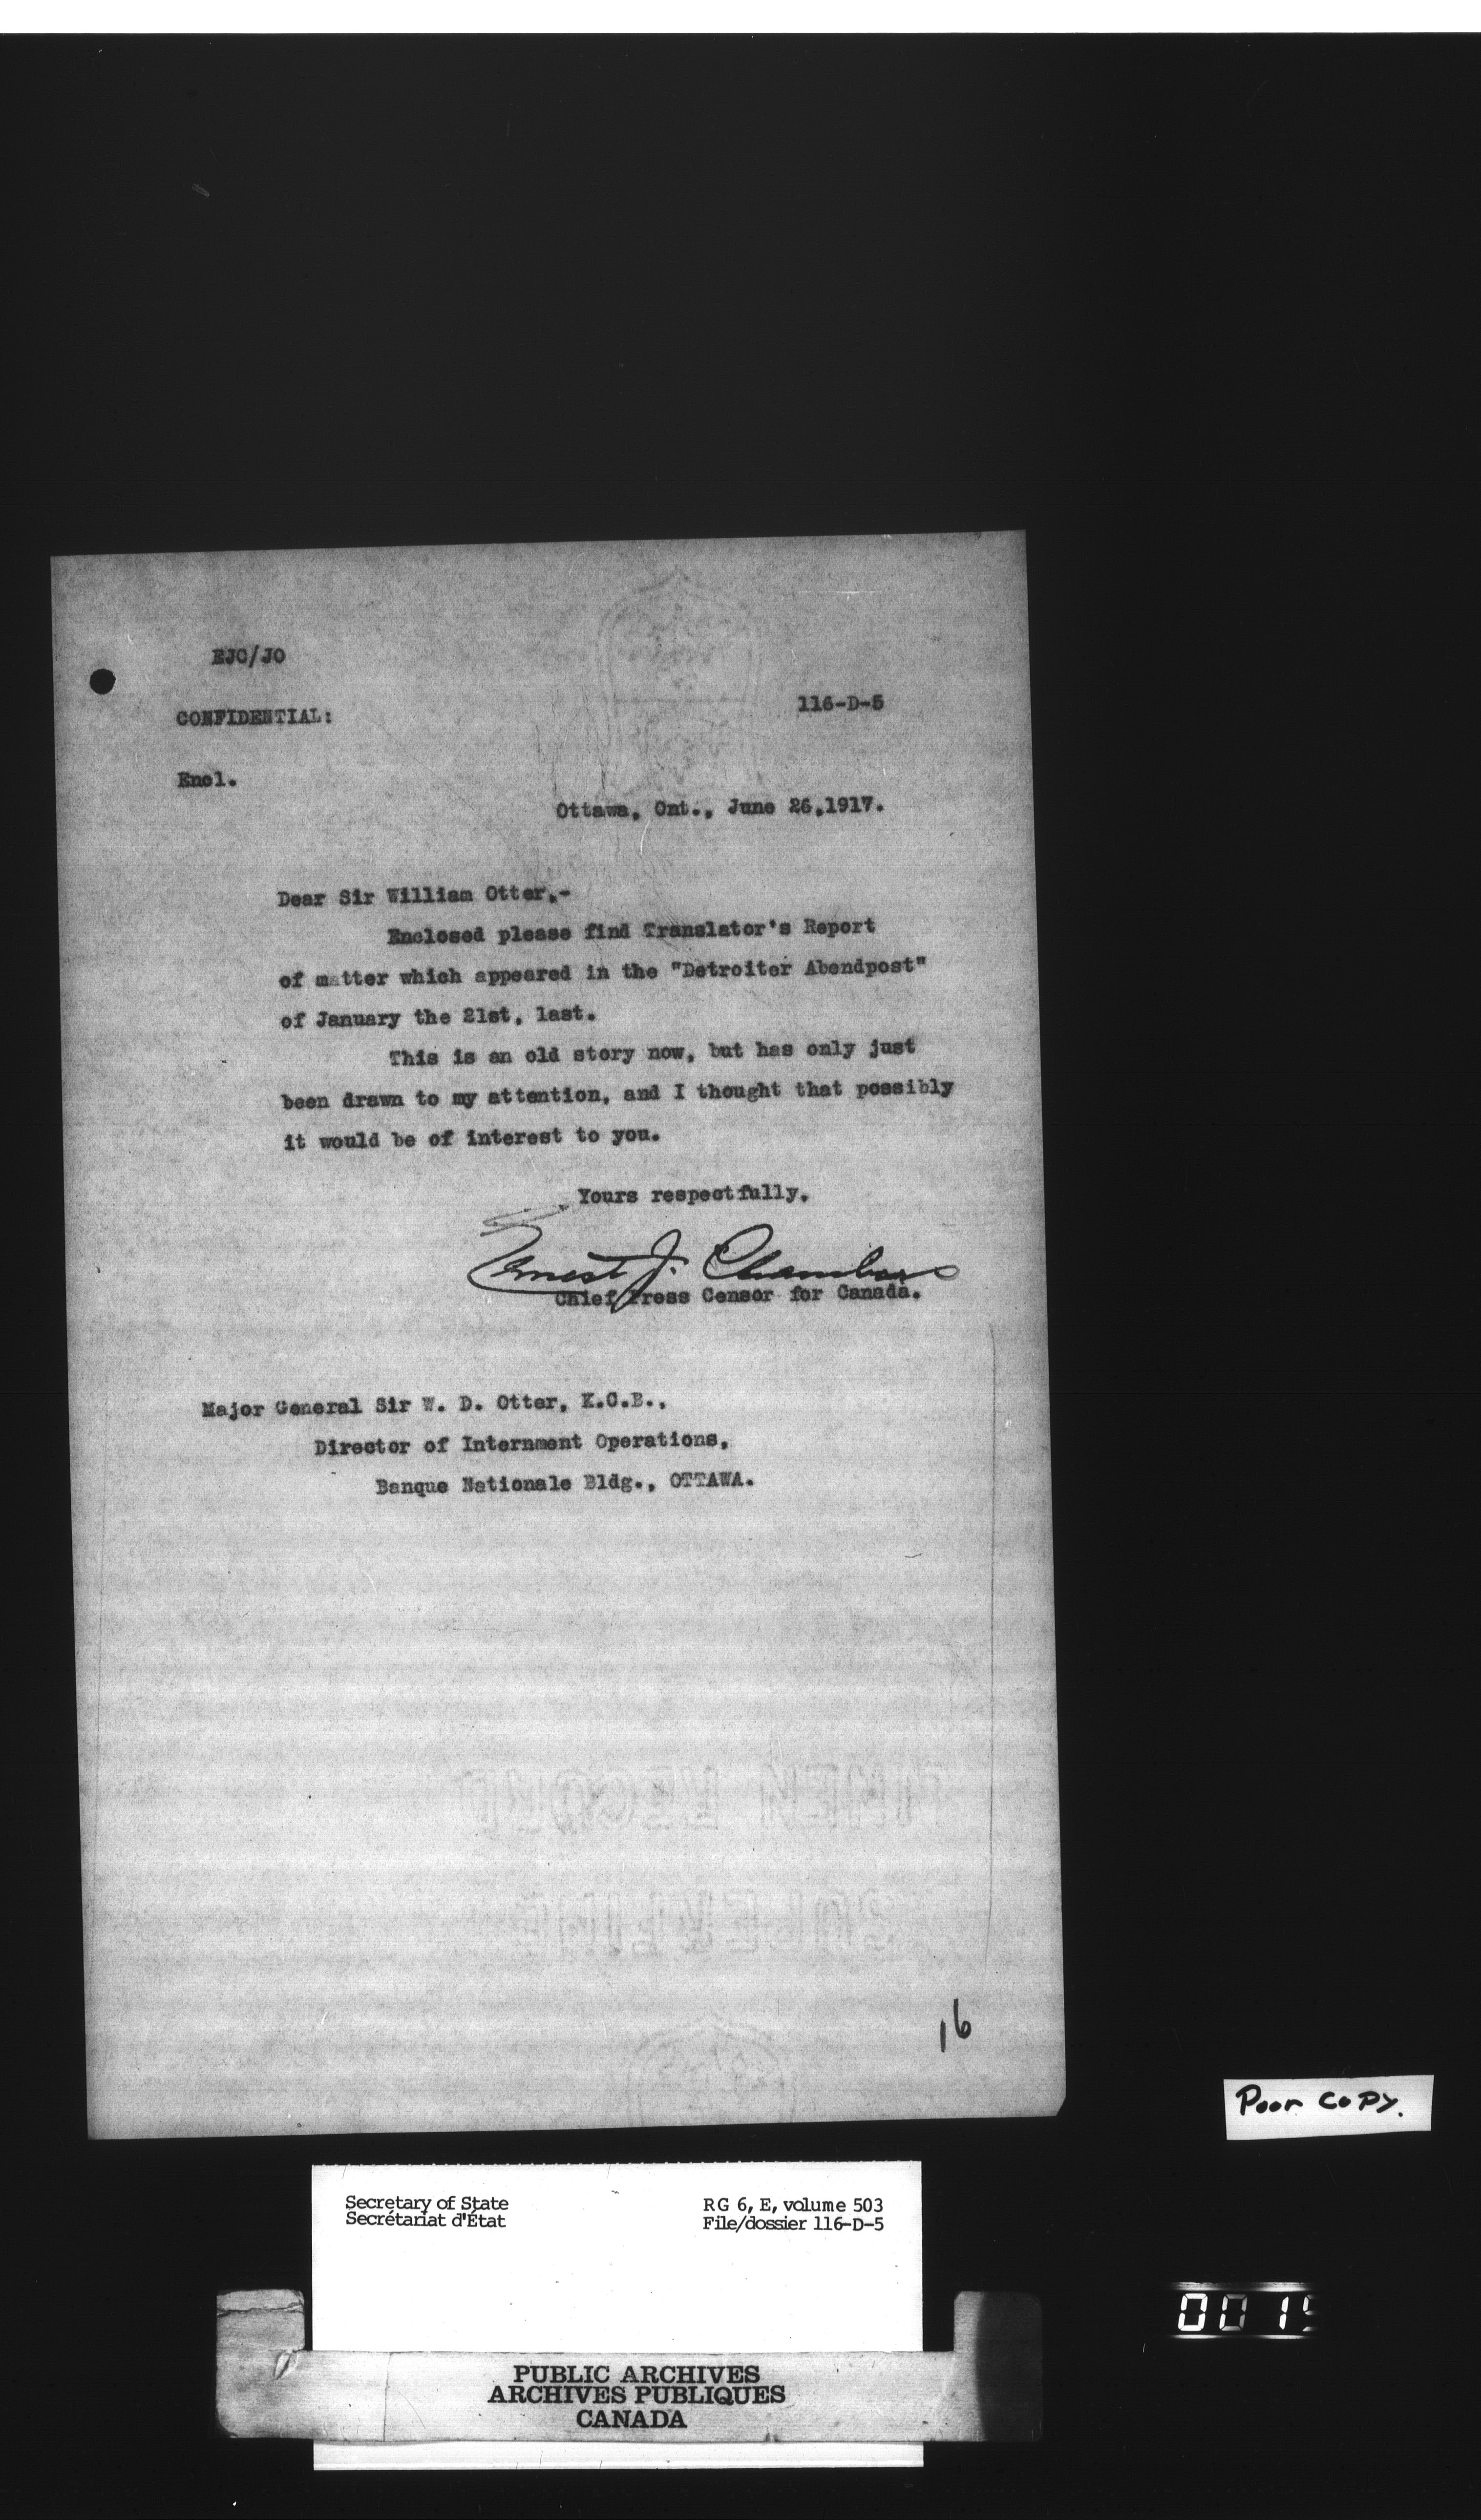 EJC/JO
116-D-5
CONFIDENTIAL:
Encl.
Ottawa, Ont., June 26,1917.
Dear Sir William Otter,-
Enclosed please find Translator's Report
of matter which appeared in the "Detroiter Abendpost"
of January the 21st, last.
This is an old story now, but has only just
been drawn to my attention, and I thought that possibly
it would be of interest to you.
Yours respectfully,
Ernest J. Chambers
Chief Press Censor for Canada.
Major General Sir W. D. Otter, K.C.B.,
Director of Internment Operations,
Banque Nationale Bldg., OTTAWA.
16
Poor Copy.
Secretary of State
Secrétariat d'État
RG 6, E, volume 503
File/dossier 116-D-5
PUBLIC ARCHIVES
ARCHIVES PUBLIQUES
CANADA